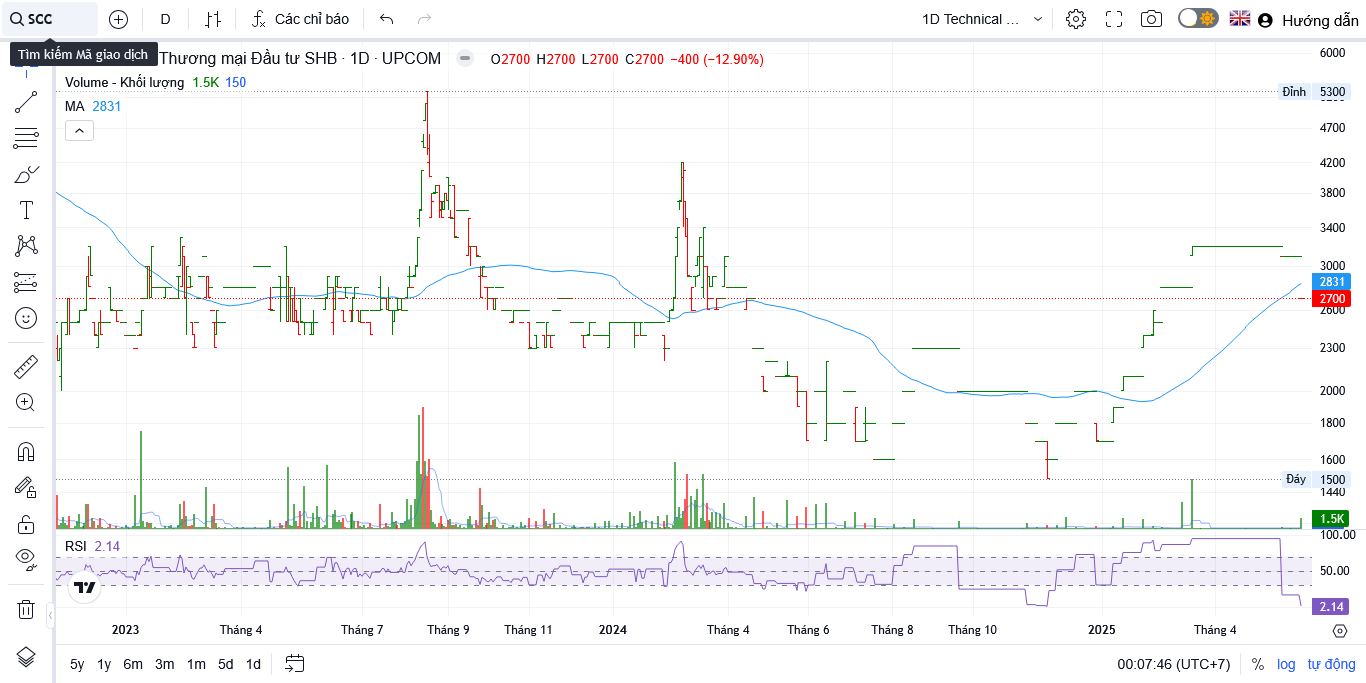 SCC D Các chỉ báo 1D Technical ... Hướng dẫn
Tìm kiếm Mã giao dịch
Thương mại Đầu tư SHB · 1D · UPCOM O2700 H2700 L2700 C2700 −400 (−12.90%)
Volume - Khối lượng 1.5K 150
MA 2831
6000
Đỉnh 5300
4700
4200
3800
3400
3000
2831
2700
2600
2300
2000
1800
1600
Đáy 1500
1440
1.5K
RSI 2.14
100.00
50.00
2.14
2023 Tháng 4 Tháng 7 Tháng 9 Tháng 11 2024 Tháng 4 Tháng 6 Tháng 8 Tháng 10 2025 Tháng 4
5y 1y 6m 3m 1m 5d 1d 00:07:46 (UTC+7) % log tự động